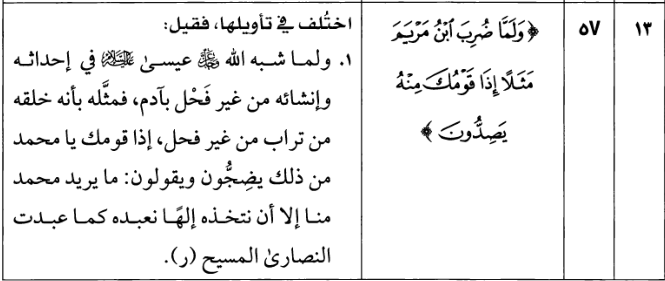 ١٣
٥٧
﴿ وَلَمَّا ضُرِبَ ٱبْنُ مَرْيَمَ
مَثَلًا إِذَا قَوْمُكَ مِنْهُ
يَصِدُّونَ ﴾
اختُلف في تأويلها، فقيل:
١. ولما شبه الله ﷻ عيسى عليه السلام في إحداثه
وإنشائه من غير فَحْل بآدم، فمثَّله بأنه خلقه
من تراب من غير فحل، إذا قومك يا محمد
من ذلك يضِجُّون ويقولون: ما يريد محمد
منا إلا أن نتخذه إلهًا نعبده كما عبدت
النصارىٰ المسيح (ر).